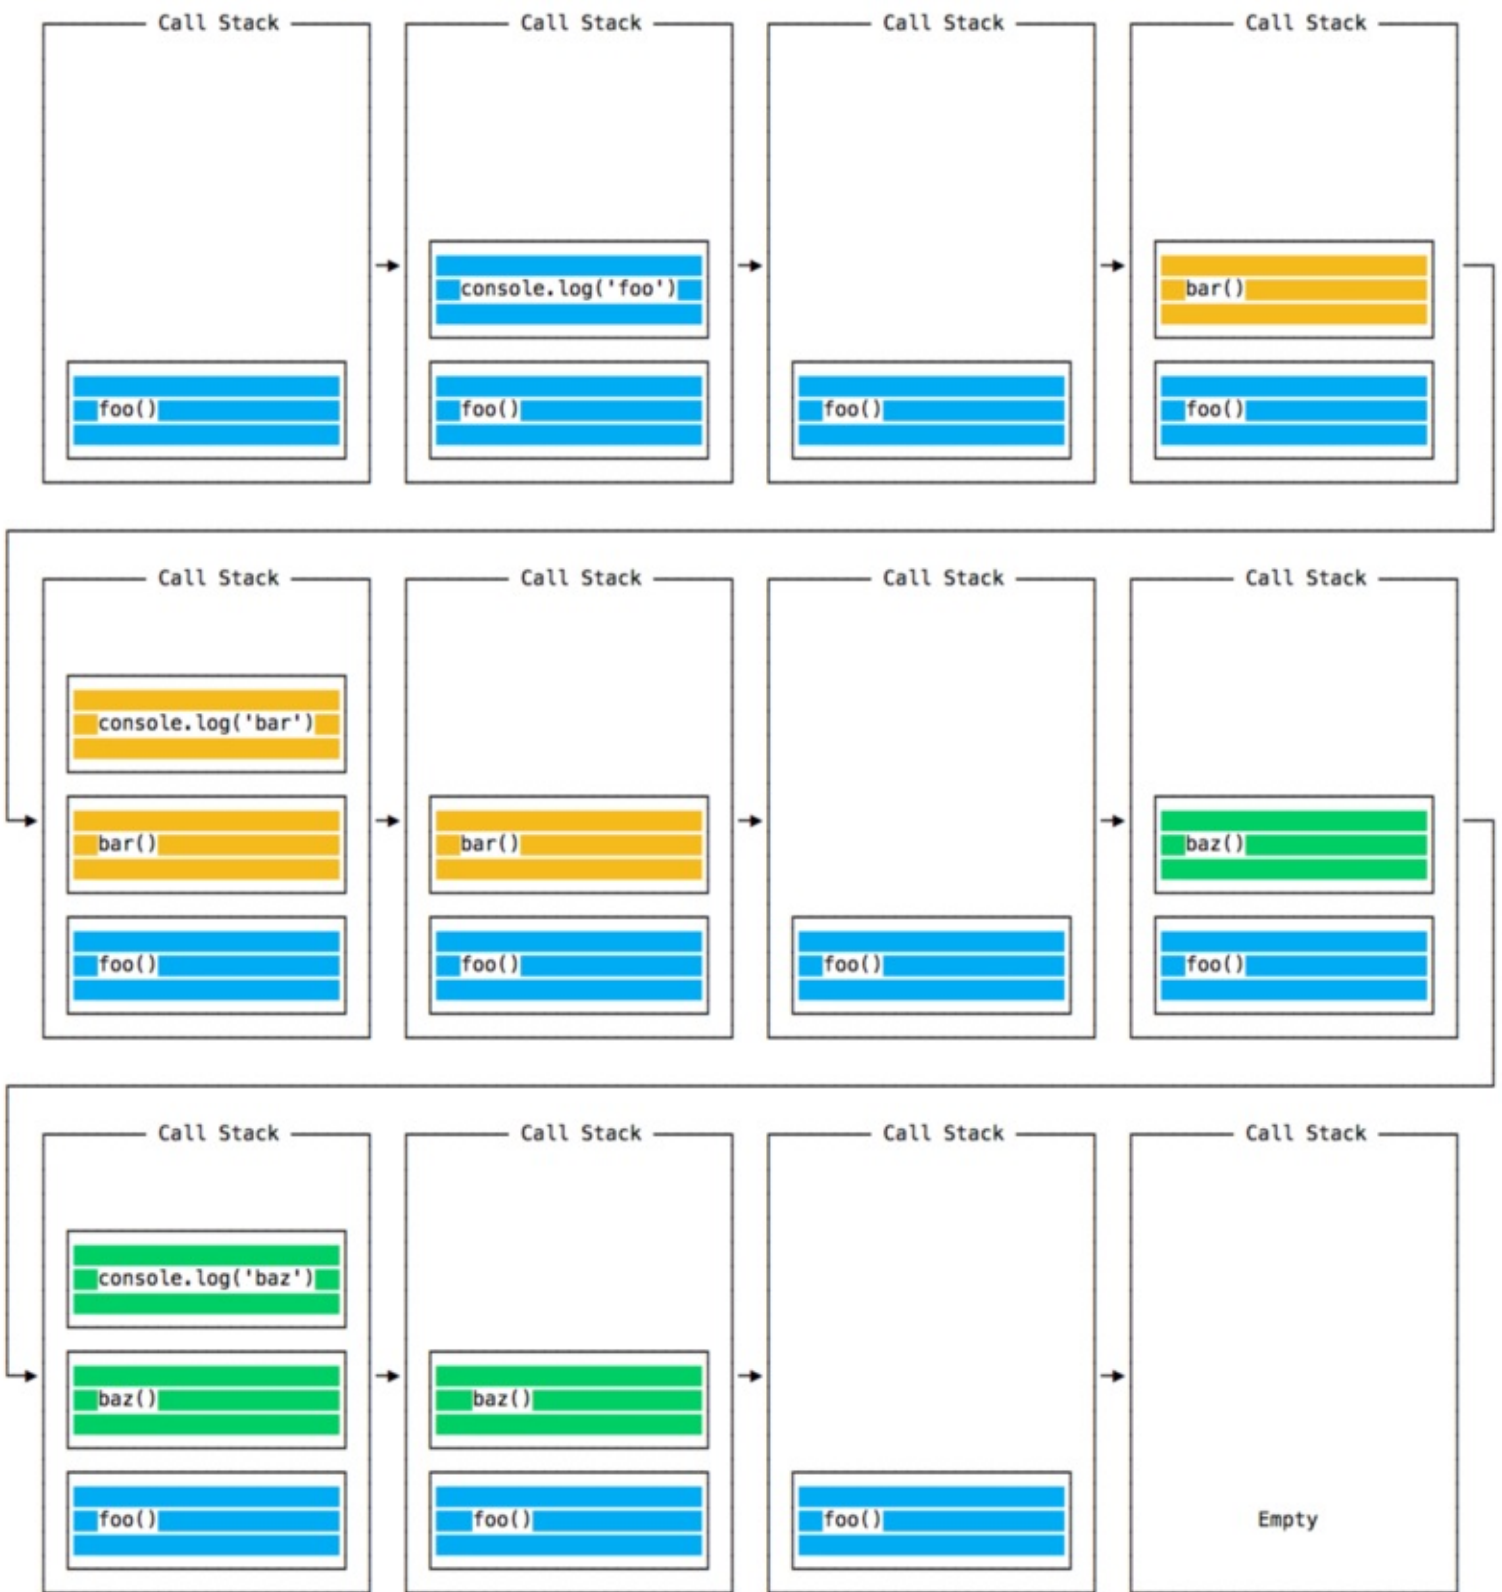 Call Stack
Call Stack
Call Stack
Call Stack
console.log('foo')
bar()
foo()
foo()
foo()
foo()
Call Stack
Call Stack
Call Stack
Call Stack
console.log('bar')
bar()
bar()
baz()
foo()
foo()
foo()
foo()
Call Stack
Call Stack
Call Stack
Call Stack
console.log('baz')
baz()
baz()
foo()
foo()
foo()
Empty